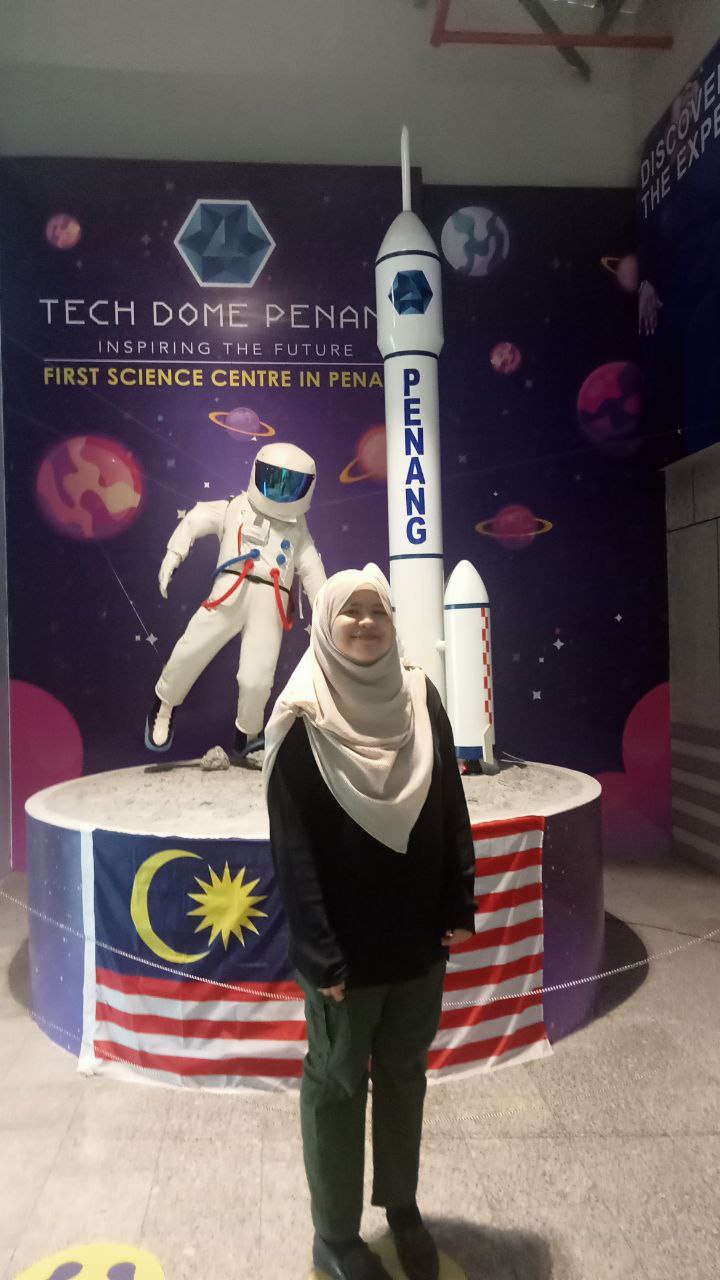 TECH DOME PENAN
INSPIRING THE FUTURE
FIRST SCIENCE CENTRE IN PENA
PENANG
DISCOVE
THE EXPE